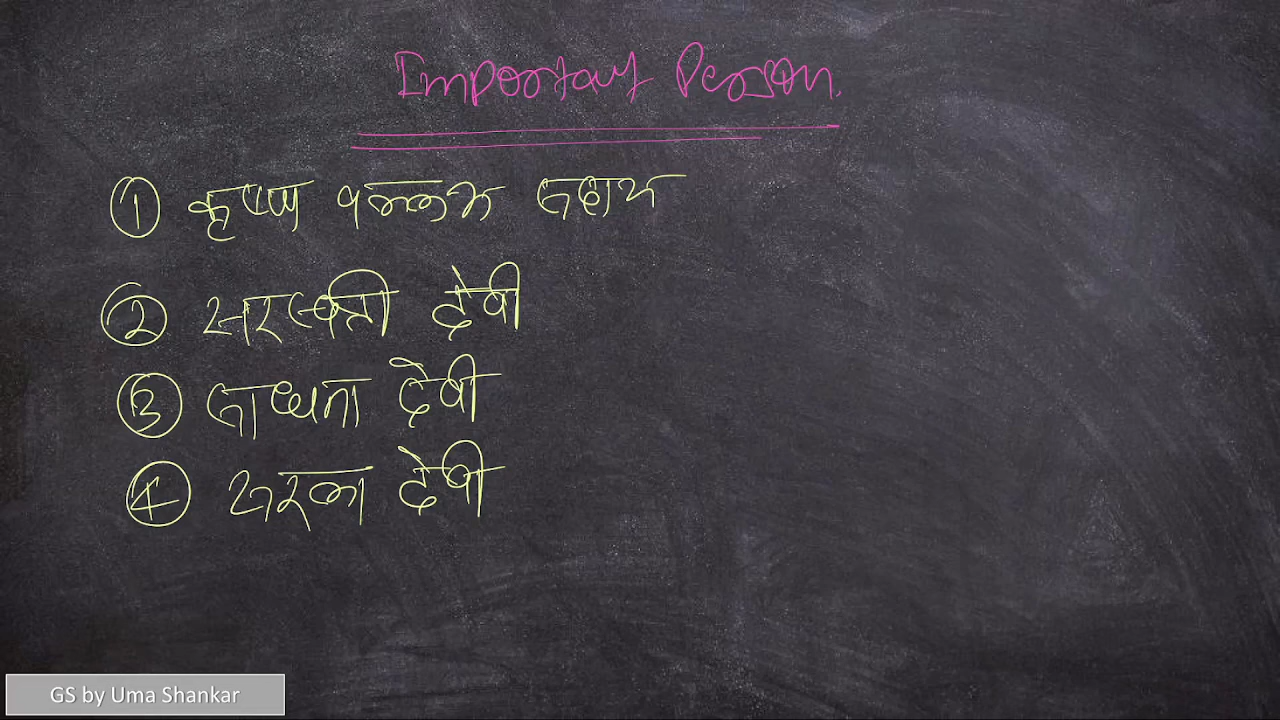 Important Person.
① कृष्ण वल्लभ सहाय
② सरस्वती देवी
③ साधना देवी
④ सरला देवी
GS by Uma Shankar